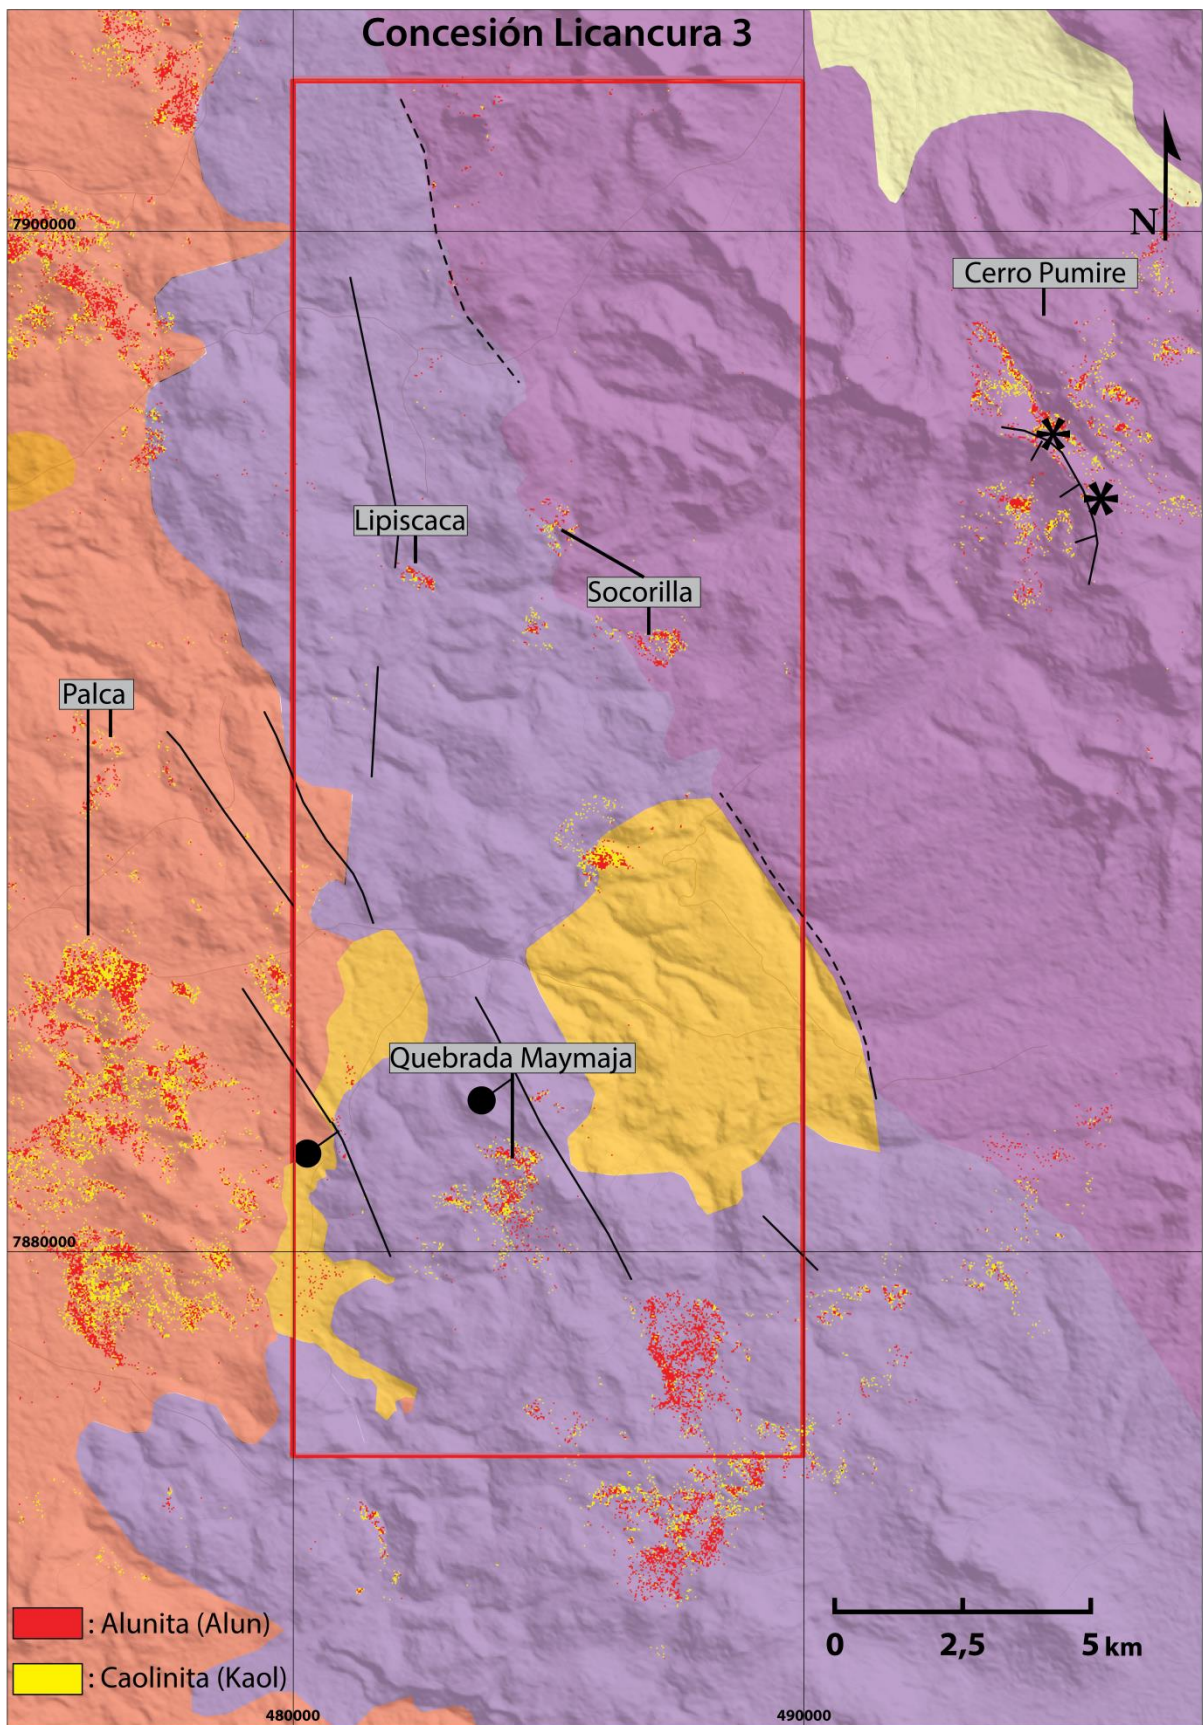 Concesión Licancura 3
7900000
N
Cerro Pumire
Lipiscaca
Socorilla
Palca
Quebrada Maymaja
7880000
: Alunita (Alun)
: Caolinita (Kaol)
0 2,5 5 km
480000 490000